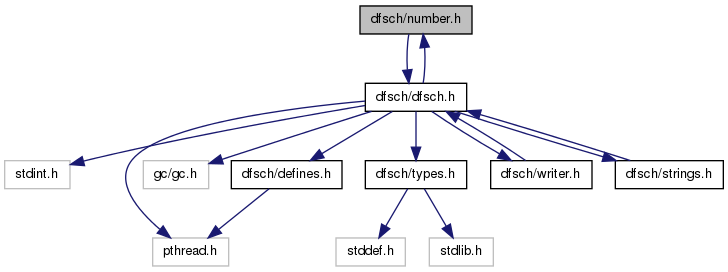 dfsch/number.h
dfsch/dfsch.h
stdint.h
gc/gc.h
dfsch/defines.h
dfsch/types.h
dfsch/writer.h
dfsch/strings.h
pthread.h
stddef.h
stdlib.h